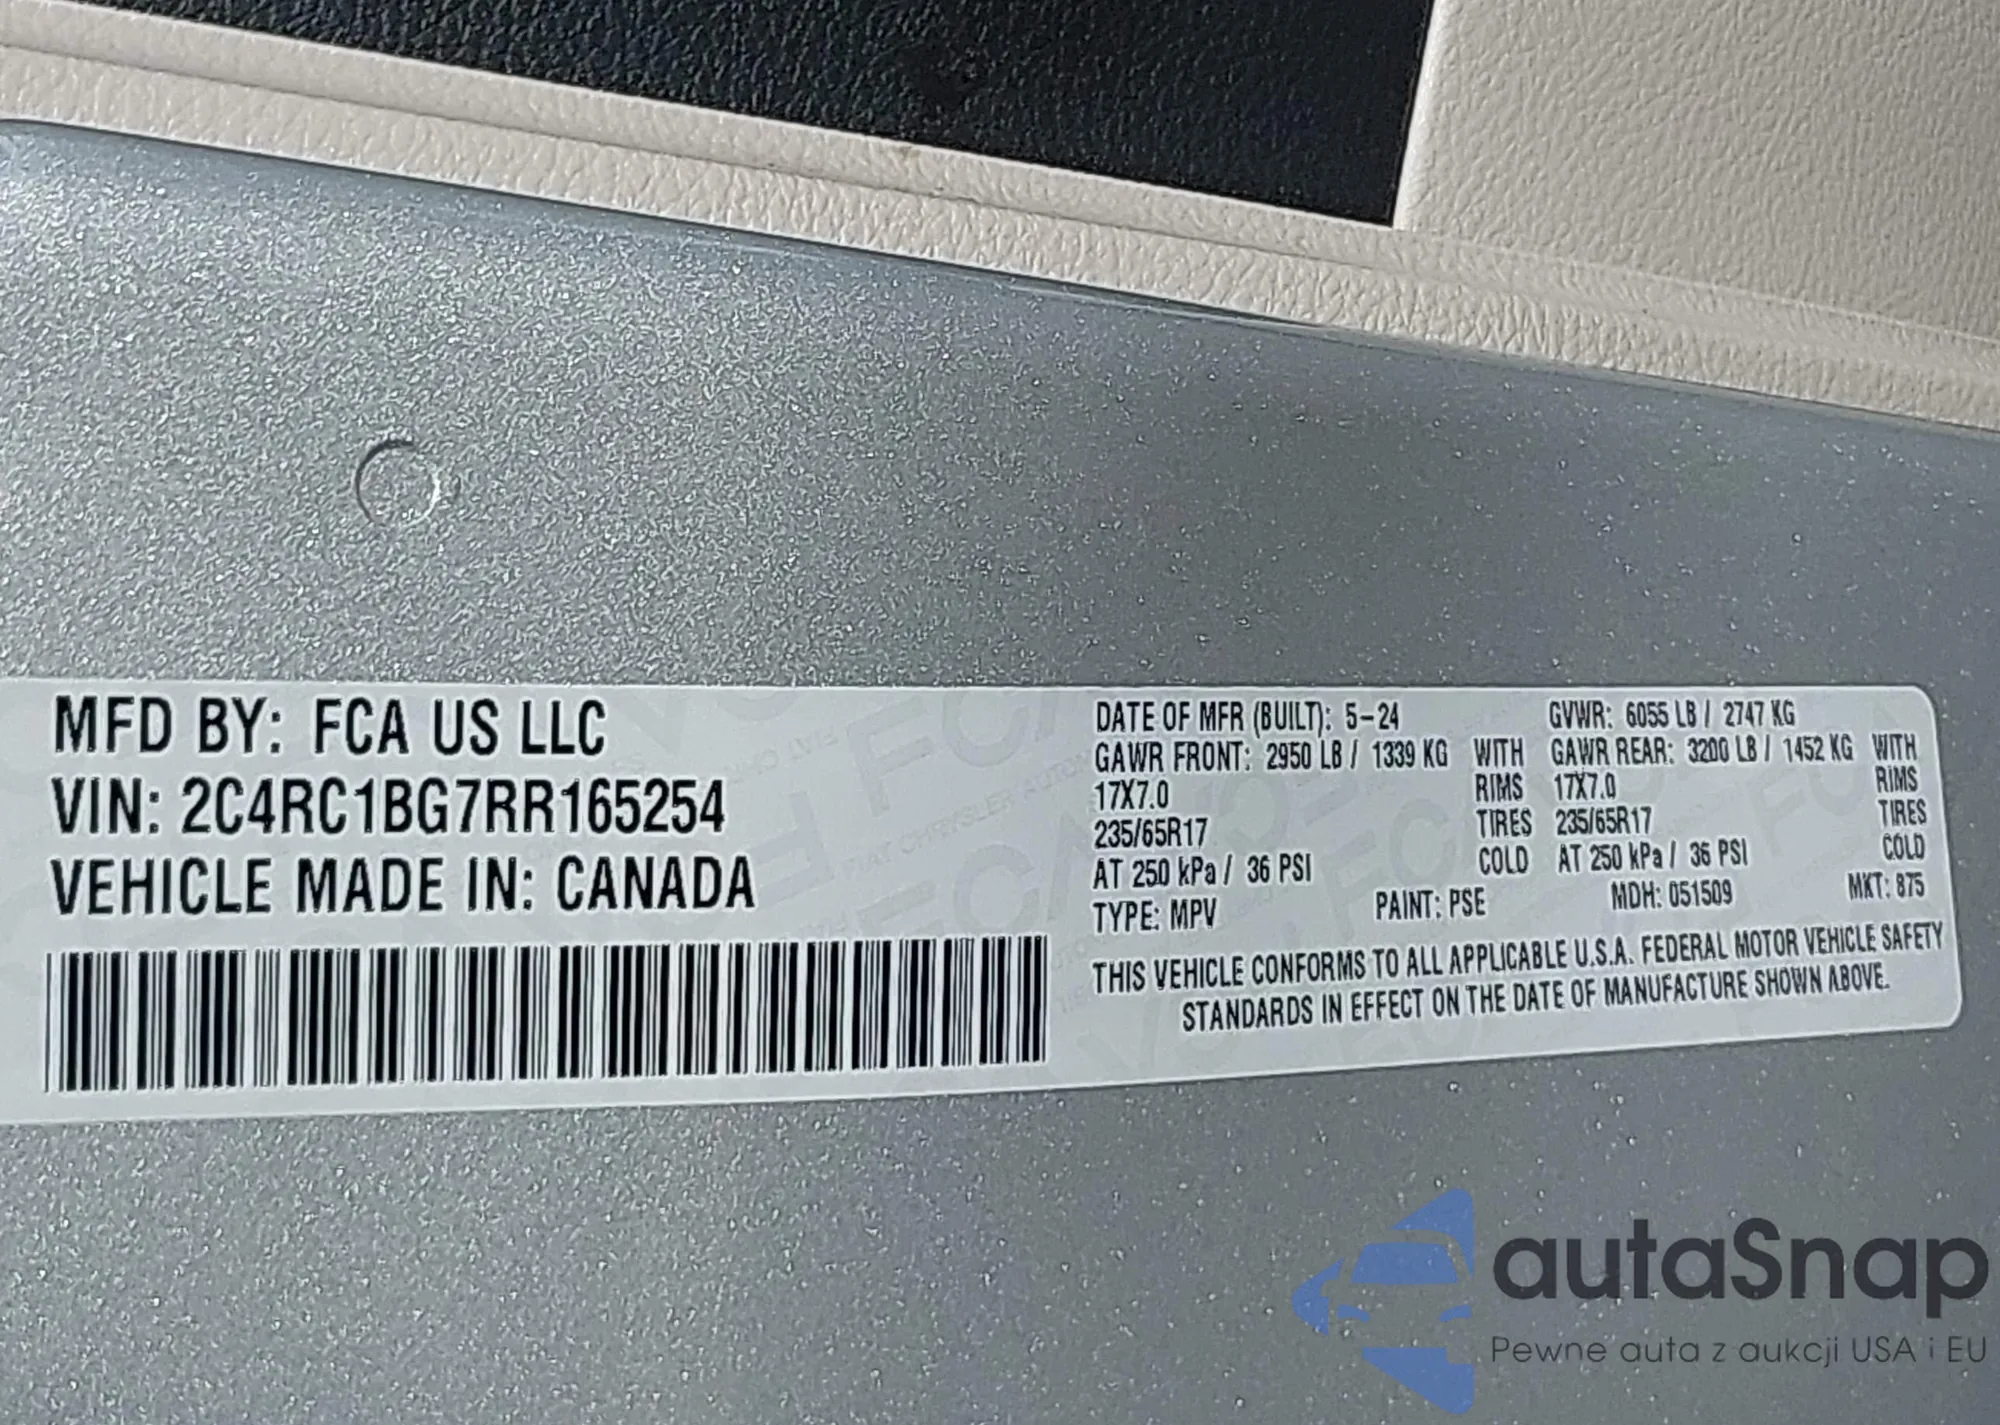 MFD BY: FCA US LLC
VIN: 2C4RC1BG7RR165254
VEHICLE MADE IN: CANADA
DATE OF MFR (BUILT): 5-24 GVWR: 6055 LB / 2747 KG
GAWR FRONT: 2950 LB / 1339 KG WITH GAWR REAR: 3200 LB / 1452 KG WITH
17X7.0 RIMS 17X7.0 RIMS
235/65R17 TIRES 235/65R17 TIRES
AT 250 kPa / 36 PSI COLD AT 250 kPa / 36 PSI COLD
TYPE: MPV PAINT: PSE MDH: 051509 MKT: 875
THIS VEHICLE CONFORMS TO ALL APPLICABLE U.S.A. FEDERAL MOTOR VEHICLE SAFETY
STANDARDS IN EFFECT ON THE DATE OF MANUFACTURE SHOWN ABOVE.
autaSnap
Pewne auta z aukcji USA i EU